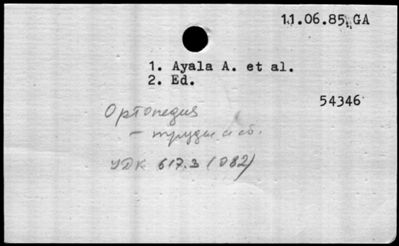 11.06.85. GA
1. Ayala A. et al.
2. Ed.
54346
Ортопедия
- труды и сб.
УДК 617.3 (082)